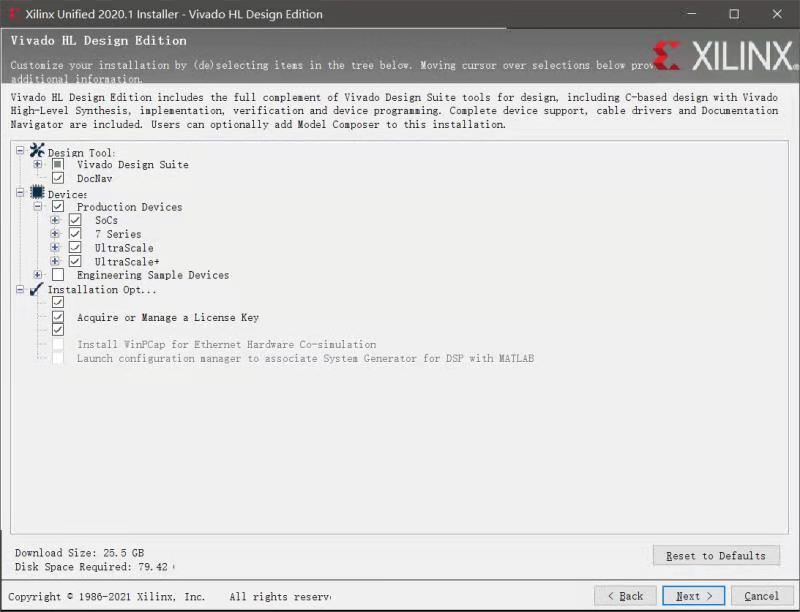 Xilinx Unified 2020.1 Installer - Vivado HL Design Edition
Vivado HL Design Edition
XILINX
Customize your installation by (de)selecting items in the tree below. Moving cursor over selections below prov
additional information.
Vivado HL Design Edition includes the full complement of Vivado Design Suite tools for design, including C-based design with Vivado
High-Level Synthesis, implementation, verification and device programming. Complete device support, cable drivers and Documentation
Navigator are included. Users can optionally add Model Composer to this installation.
Design Tool:
Vivado Design Suite
DocNav
Devices
Production Devices
SoCs
7 Series
UltraScale
UltraScale+
Engineering Sample Devices
Installation Opt...
Acquire or Manage a License Key
Install WinPCap for Ethernet Hardware Co-simulation
Launch configuration manager to associate System Generator for DSP with MATLAB
Download Size: 25.5 GB
Disk Space Required: 79.42
Reset to Defaults
Copyright © 1986-2021 Xilinx, Inc. All rights reserv
< Back
Next >
Cancel